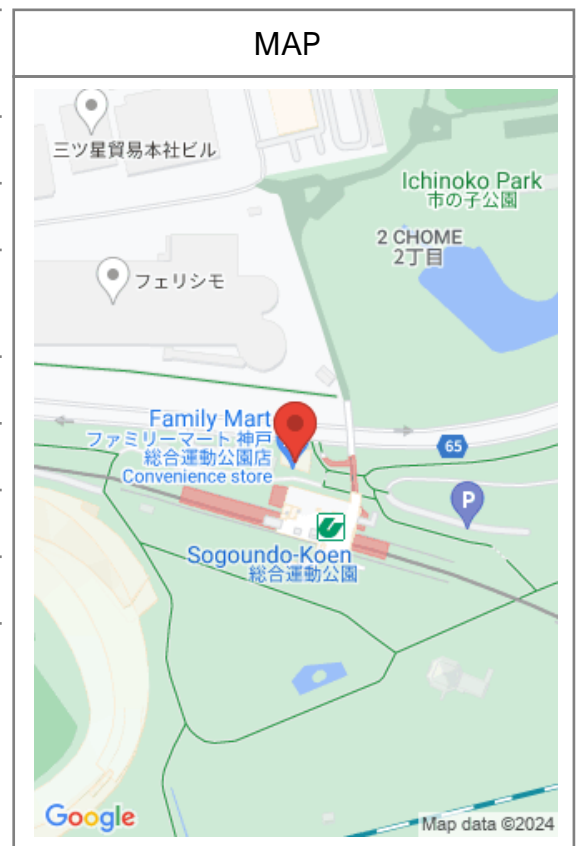 MAP
三ツ星貿易本社ビル
Ichinoko Park
市の子公園
2 CHOME
2丁目
フェリシモ
Family Mart
ファミリーマート 神戸
総合運動公園店
Convenience store
65
P
Sogoundo-Koen
総合運動公園
Google
Map data ©2024